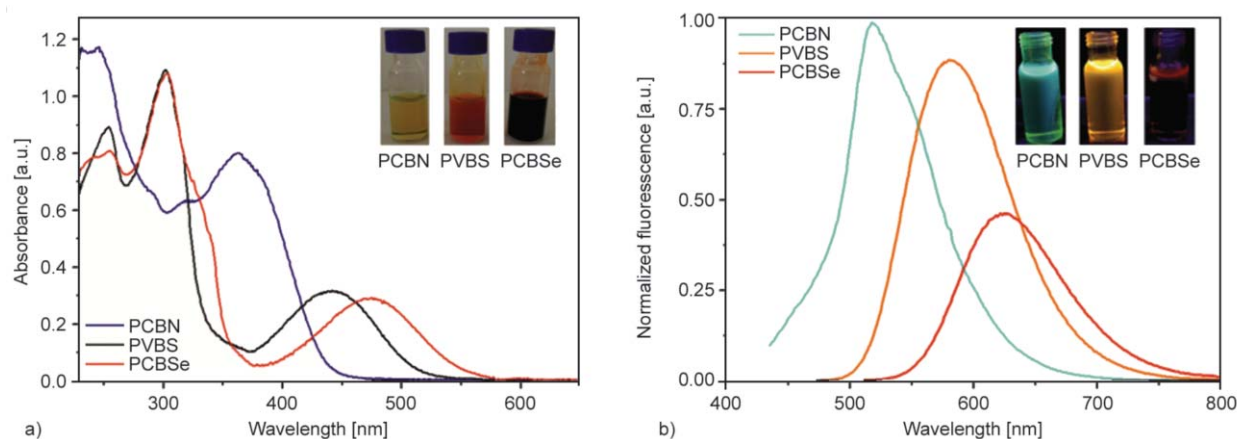 1.2
1.0
0.8
0.6
0.4
0.2
0.0
Absorbance [a.u.]
PCBN PVBS PCBSe
PCBN
PVBS
PCBSe
300 400 500 600
Wavelength [nm]
a)
1.00
0.75
0.50
0.25
0.00
Normalized fluorescence [a.u.]
PCBN
PVBS
PCBSe
PCBN PVBS PCBSe
400 500 600 700 800
Wavelength [nm]
b)